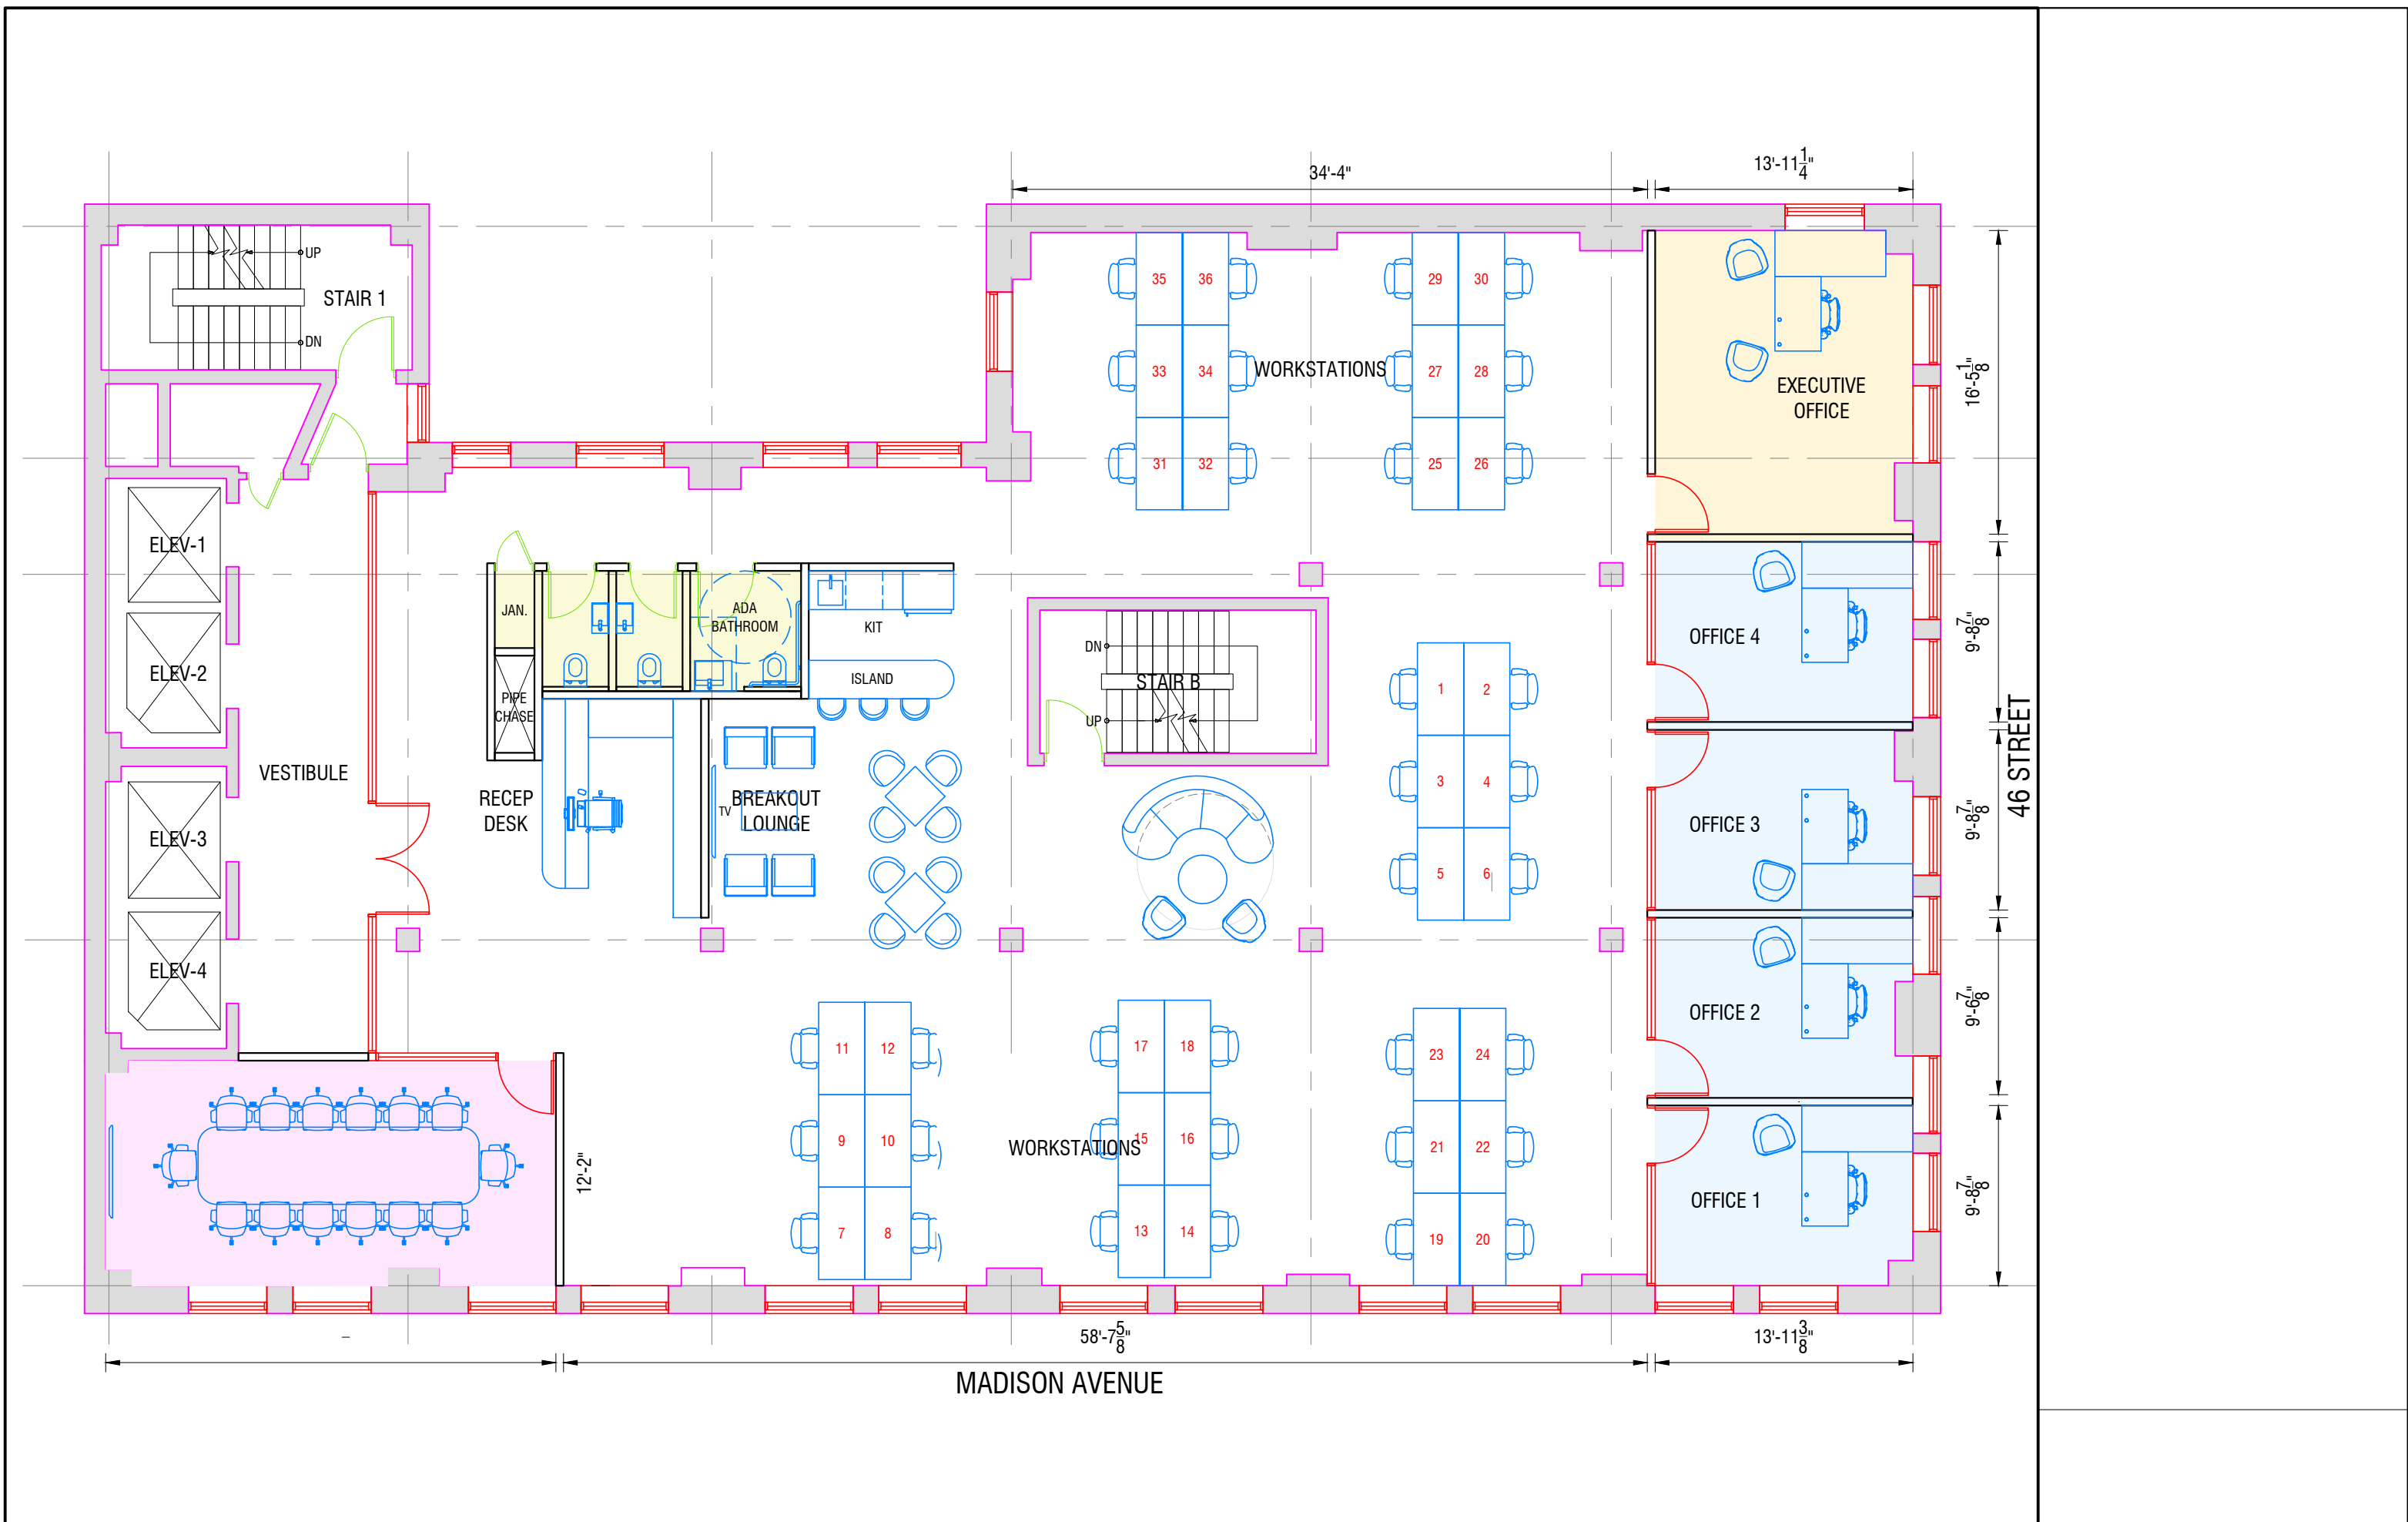 34'-4"
13'-11 1/4"
UP
STAIR 1
DN
35
36
29
30
33
34
WORKSTATIONS
27
28
EXECUTIVE
OFFICE
16'-5 1/8"
31
32
25
26
ELEV-1
JAN.
ADA
BATHROOM
KIT
OFFICE 4
9'-8 7/8"
ELEV-2
PIPE
CHASE
ISLAND
DN
STAIR B
UP
1
2
VESTIBULE
RECEP
DESK
TV
BREAKOUT
LOUNGE
3
4
OFFICE 3
9'-8 7/8"
46 STREET
ELEV-3
5
6
ELEV-4
OFFICE 2
9'-6 7/8"
11
12
17
18
23
24
12'-2"
9
10
WORKSTATIONS
15
16
21
22
OFFICE 1
9'-8 7/8"
7
8
13
14
19
20
58'-7 5/8"
13'-11 3/8"
MADISON AVENUE